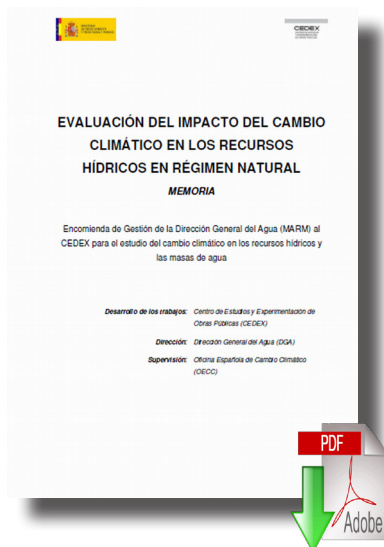 CEDEX
EVALUACIÓN DEL IMPACTO DEL CAMBIO
CLIMÁTICO EN LOS RECURSOS
HÍDRICOS EN RÉGIMEN NATURAL
MEMORIA
Encomienda de Gestión de la Dirección General del Agua (MARM) al
CEDEX para el estudio del cambio climático en los recursos hídricos y
las masas de agua
Desarrollo de los trabajos: Centro de Estudios y Experimentación de
Obras Públicas (CEDEX)
Dirección: Dirección General del Agua (DGA)
Supervisión: Oficina Española de Cambio Climático
(OECC)
PDF
Adobe